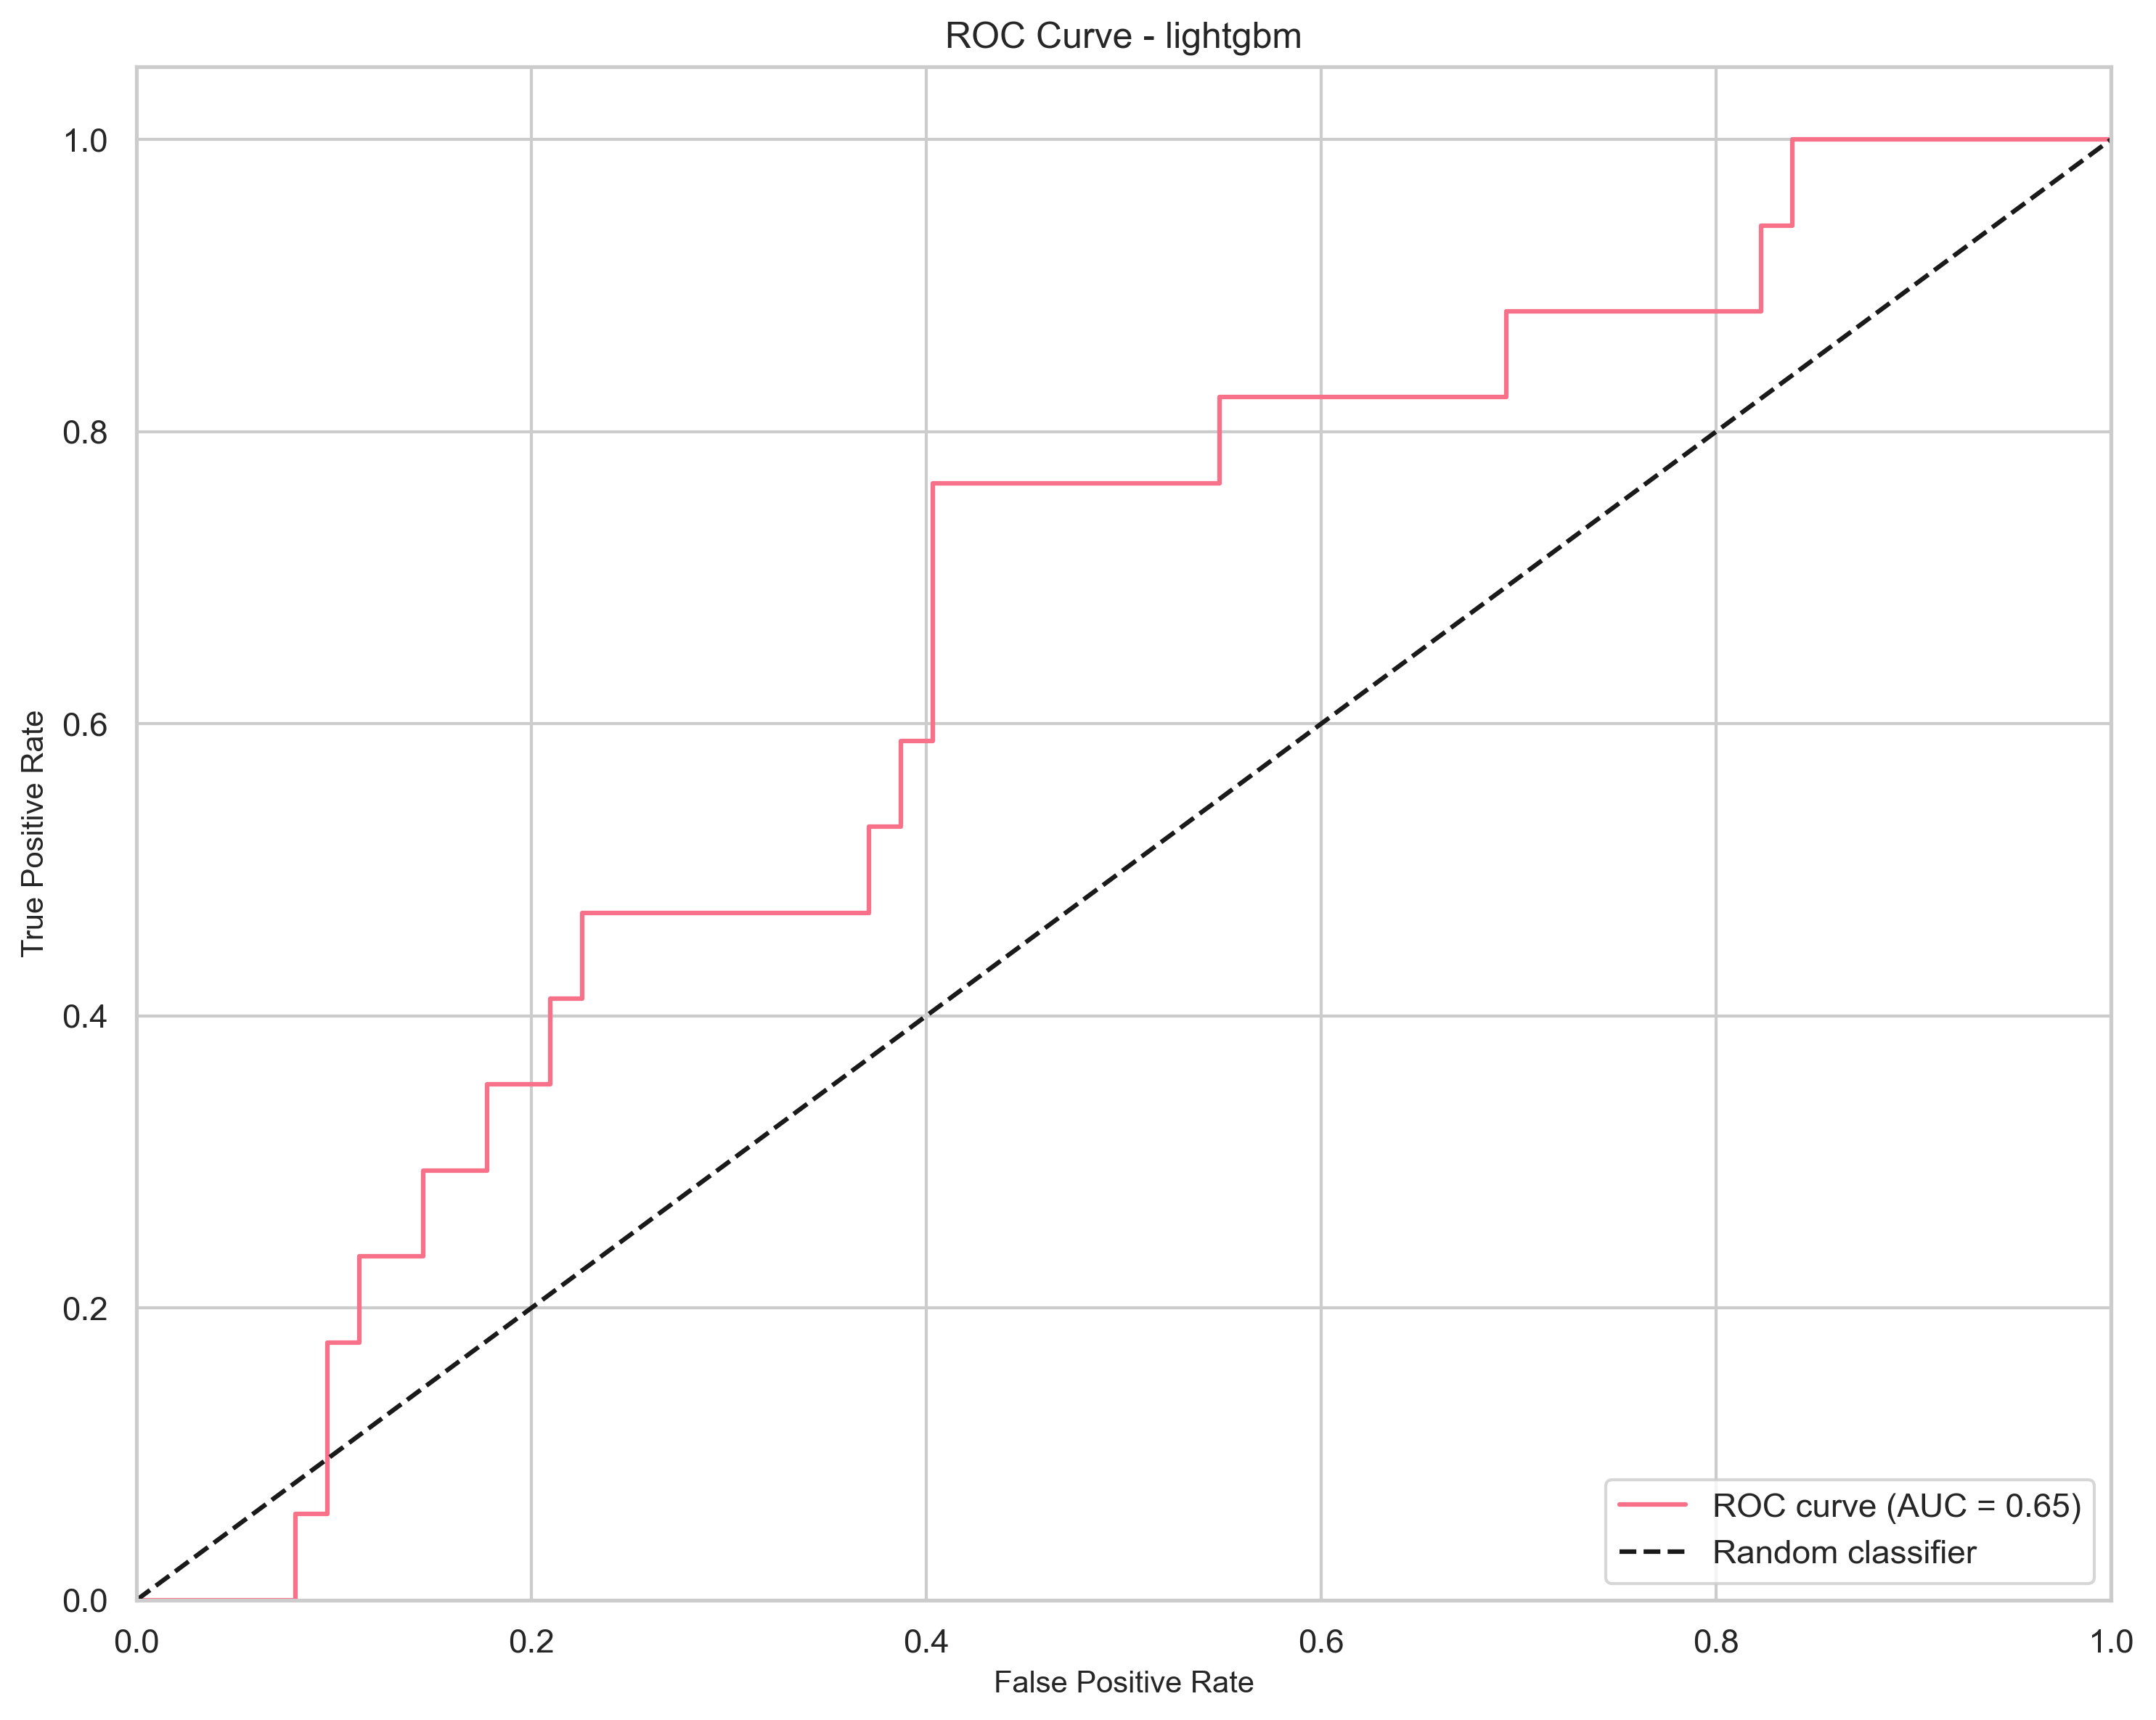 ROC Curve - lightgbm
1.0
0.8
0.6
0.4
0.2
0.0
True Positive Rate
0.0 0.2 0.4 0.6 0.8 1.0
False Positive Rate
ROC curve (AUC = 0.65)
Random classifier